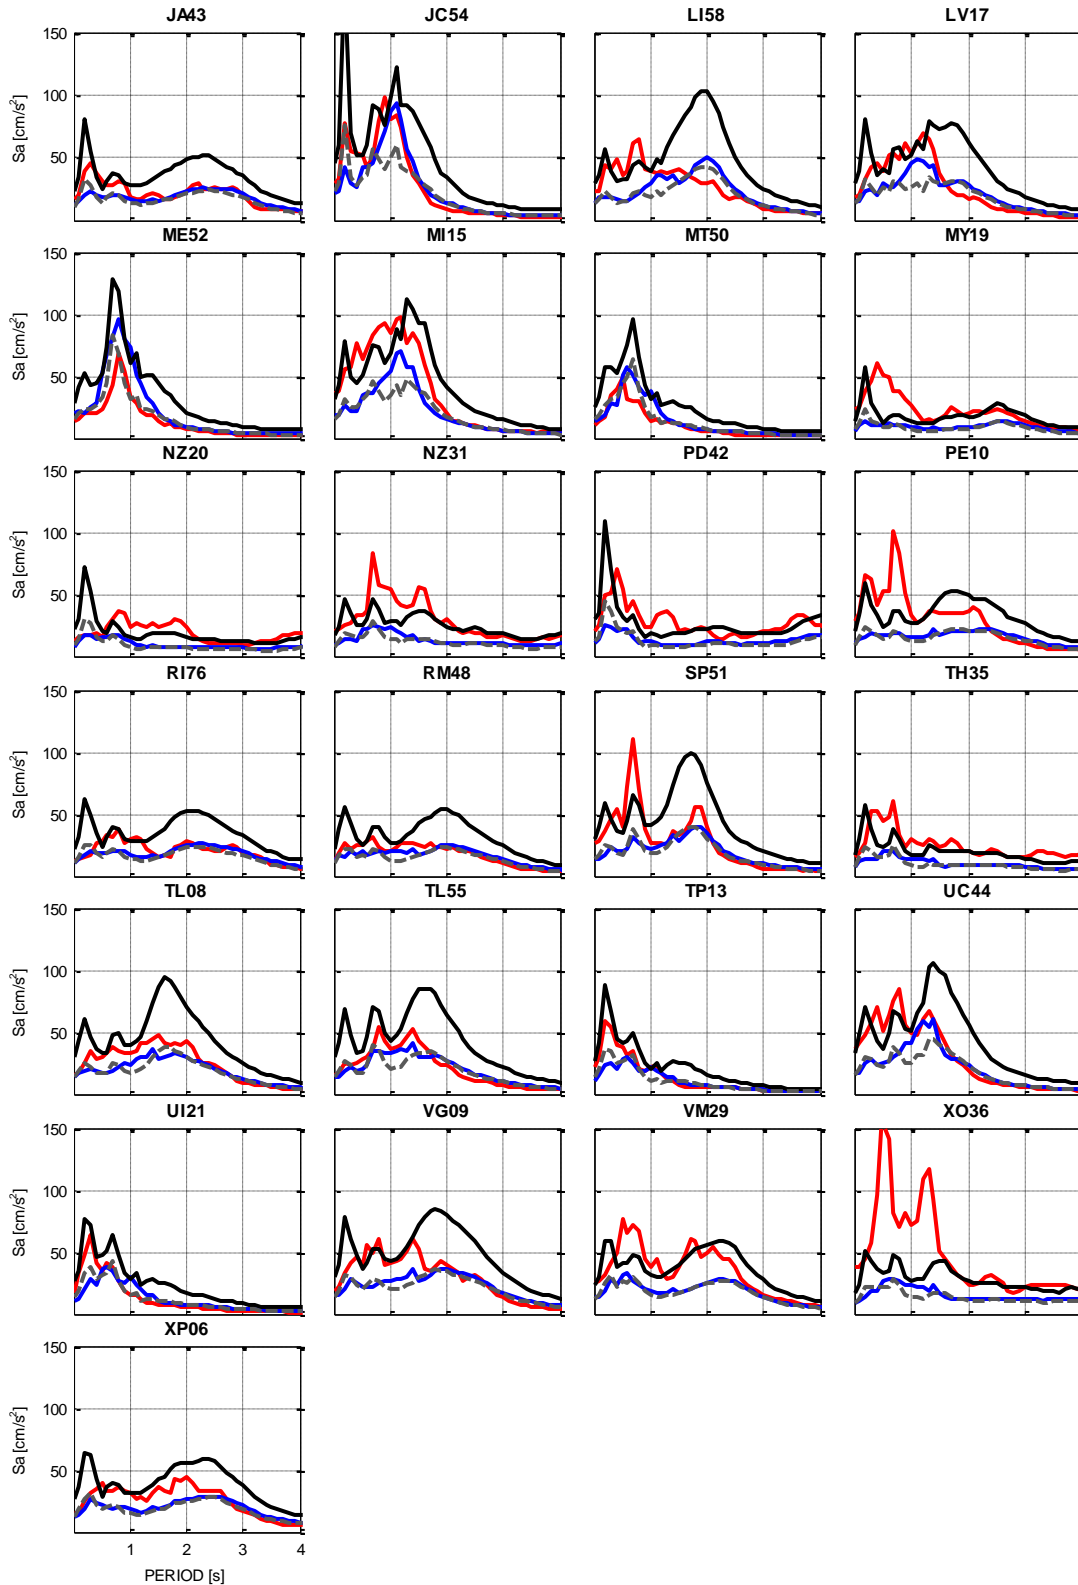 JA43 JC54 LI58 LV17
150
100
50
Sa [cm/s²]
ME52 MI15 MT50 MY19
150
100
50
Sa [cm/s²]
NZ20 NZ31 PD42 PE10
150
100
50
Sa [cm/s²]
RI76 RM48 SP51 TH35
150
100
50
Sa [cm/s²]
TL08 TL55 TP13 UC44
150
100
50
Sa [cm/s²]
UI21 VG09 VM29 XO36
150
100
50
Sa [cm/s²]
XP06
150
100
50
Sa [cm/s²]
1 2 3 4
PERIOD [s]